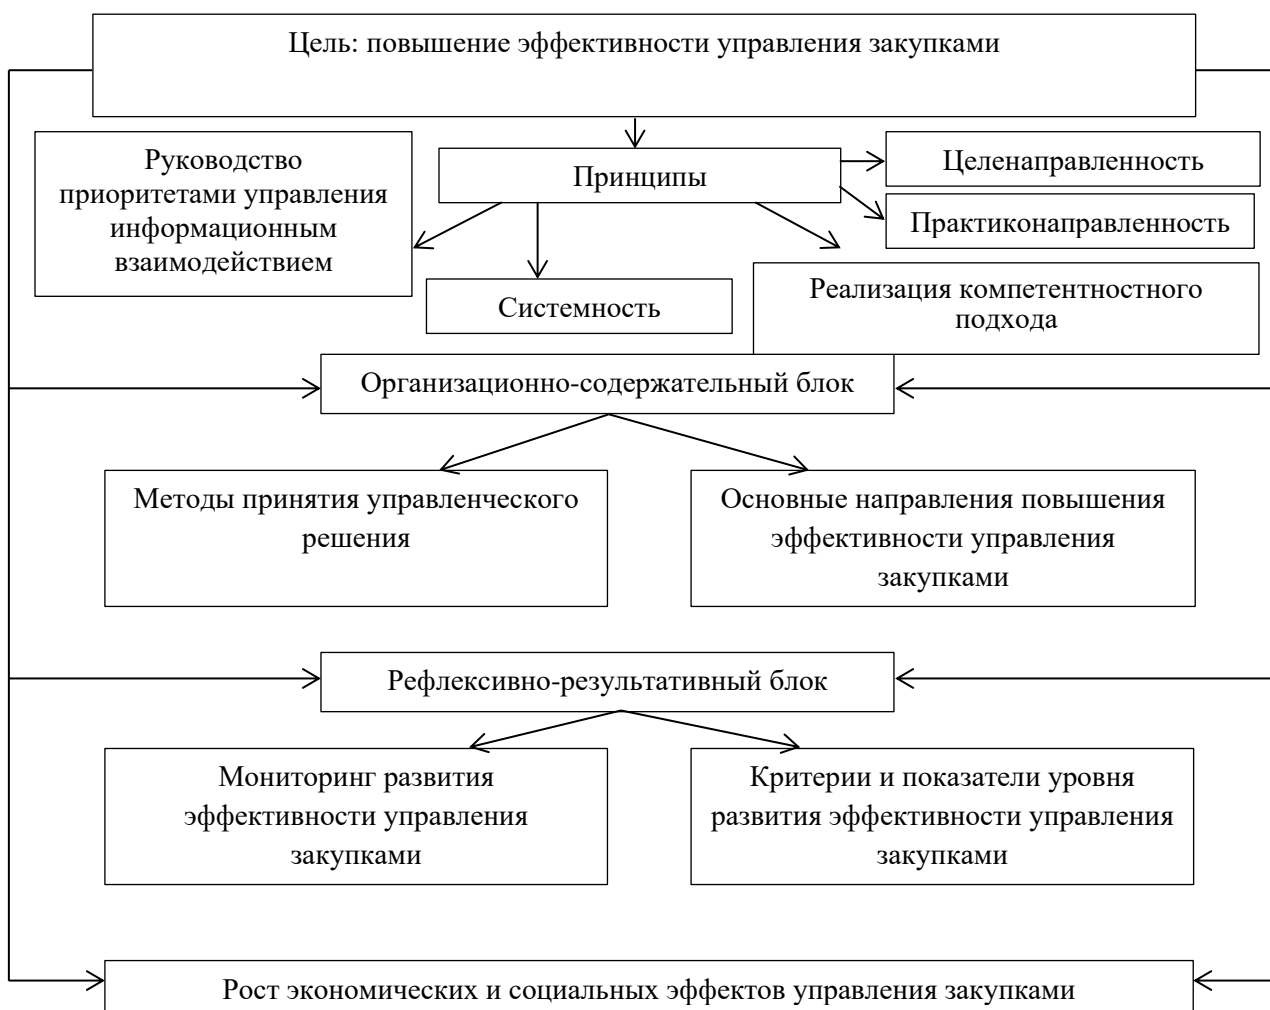 Цель: повышение эффективности управления закупками
Руководство
приоритетами управления
информационным
взаимодействием
Принципы
Целенаправленность
Практиконаправленность
Системность
Реализация компетентностного
подхода
Организационно-содержательный блок
Методы принятия управленческого
решения
Основные направления повышения
эффективности управления
закупками
Рефлексивно-результативный блок
Мониторинг развития
эффективности управления
закупками
Критерии и показатели уровня
развития эффективности управления
закупками
Рост экономических и социальных эффектов управления закупками